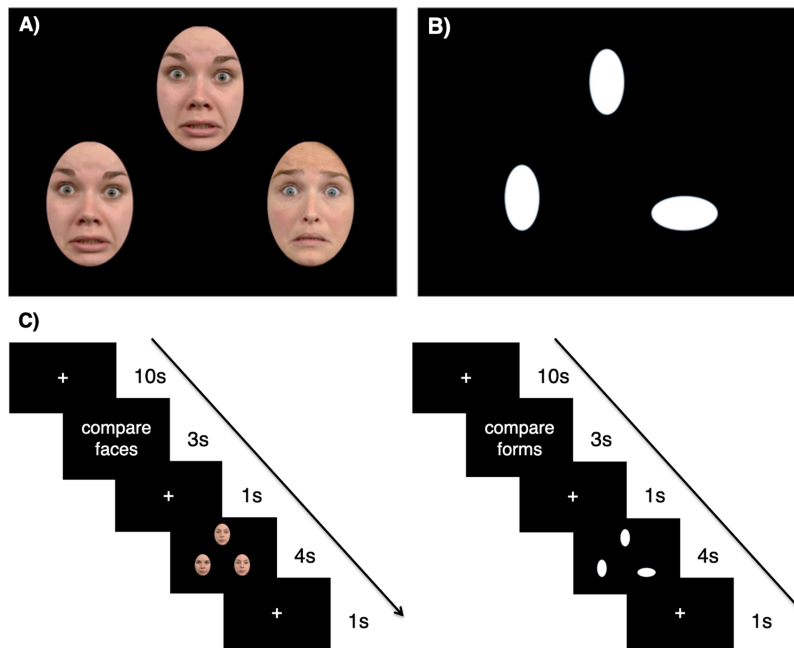 A)
B)
C)
+
10s
compare
faces
3s
+
1s
4s
+
1s
+
10s
compare
forms
3s
+
1s
4s
+
1s